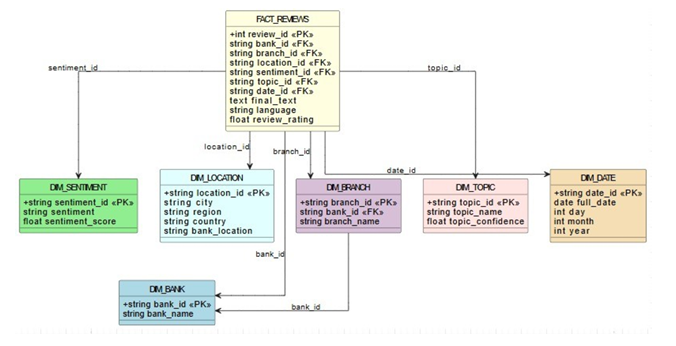 FACT_REVIEWS
+int review_id «PK»
string bank_id «FK»
string branch_id «FK»
string location_id «FK»
string sentiment_id «FK»
string topic_id «FK»
string date_id «FK»
text final_text
string language
float review_rating
sentiment_id
topic_id
location_id
branch_id
date_id
DIM_SENTIMENT
+string sentiment_id «PK»
string sentiment
float sentiment_score
DIM_LOCATION
+string location_id «PK»
string city
string region
string country
string bank_location
DIM_BRANCH
+string branch_id «PK»
string bank_id «FK»
string branch_name
DIM_TOPIC
+string topic_id «PK»
string topic_name
float topic_confidence
DIM_DATE
+string date_id «PK»
date full_date
int day
int month
int year
bank_id
DIM_BANK
+string bank_id «PK»
string bank_name
bank_id